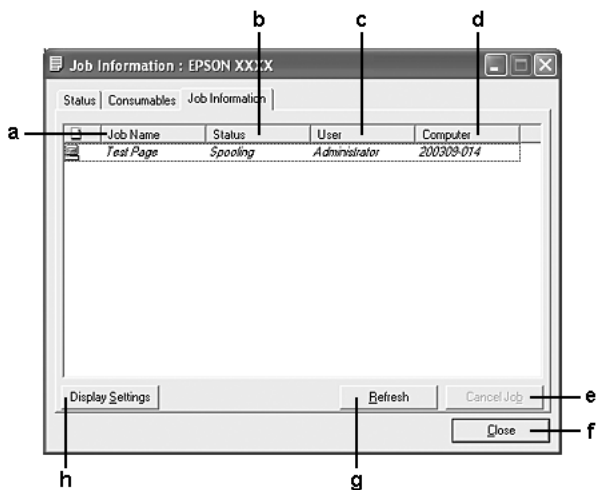 b c d
Job Information : EPSON XXXX
Status Consumables Job Information
a
Job Name Status User Computer
Test Page Spooling Administrator 200309-014
Display Settings Refresh Cancel Job
e
Close
f
h g